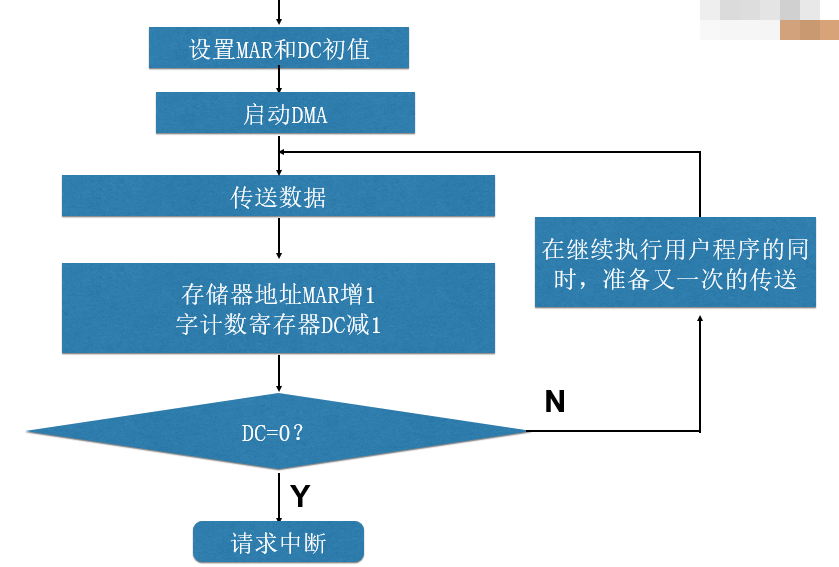 设置MAR和DC初值
启动DMA
传送数据
在继续执行用户程序的同
时，准备又一次的传送
存储器地址MAR增1
字计数寄存器DC减1
N
DC=0？
Y
请求中断